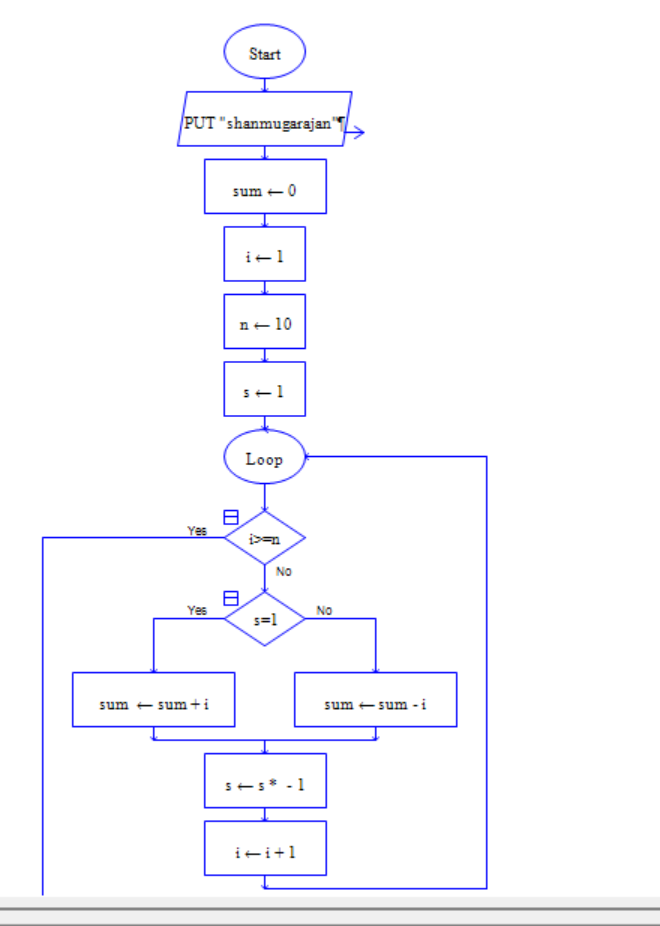 Start
PUT "shanmugarajan"¶
sum ← 0
i ← 1
n ← 10
s ← 1
Loop
Yes
i>=n
No
Yes
s=1
No
sum ← sum + i
sum ← sum - i
s ← s * - 1
i ← i + 1